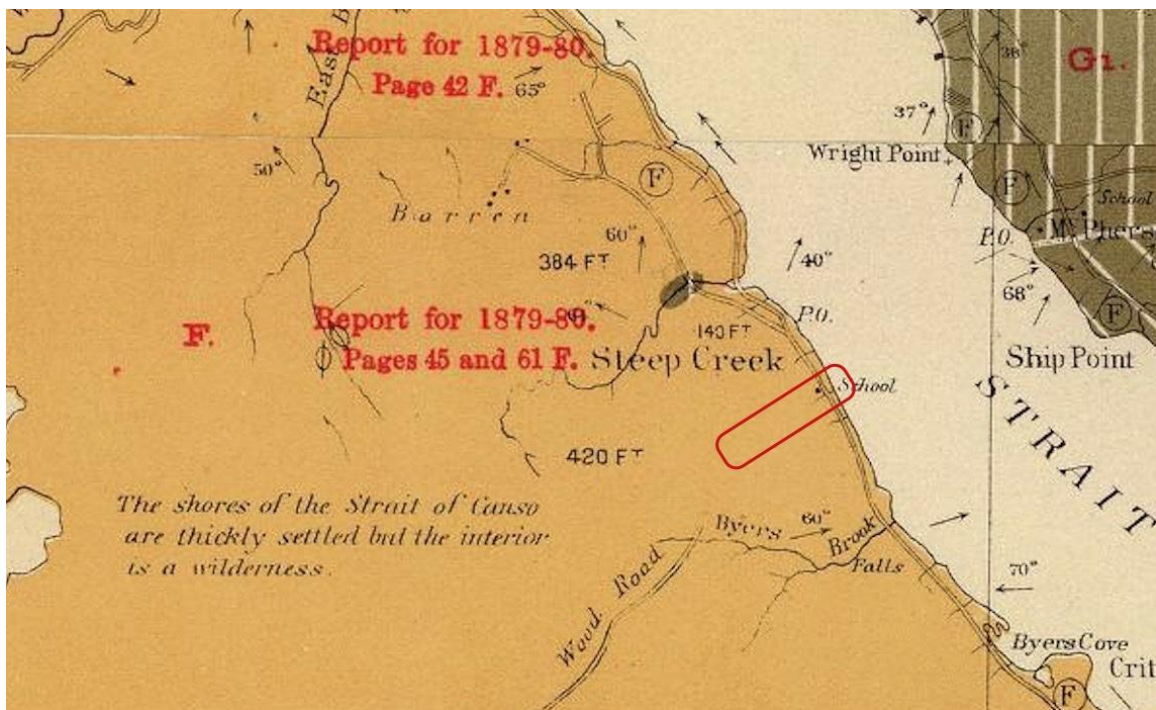 Report for 1879-80.
Page 42 F.
65°
East
38°
G1.
37°
F
Wright Point
50°
F
F
School
Barren
60°
P.O.
Mc Phers
384 FT
40°
68°
F
F.
Report for 1879-80.
Pages 45 and 61 F.
140 FT
P.O.
Steep Creek
Ship Point
School
STRAIT
420 FT
The shores of the Strait of Canso
are thickly settled but the interior
is a wilderness.
Byers Brook
60°
Falls
70°
Wood Road
Byers Cove
Crit
F